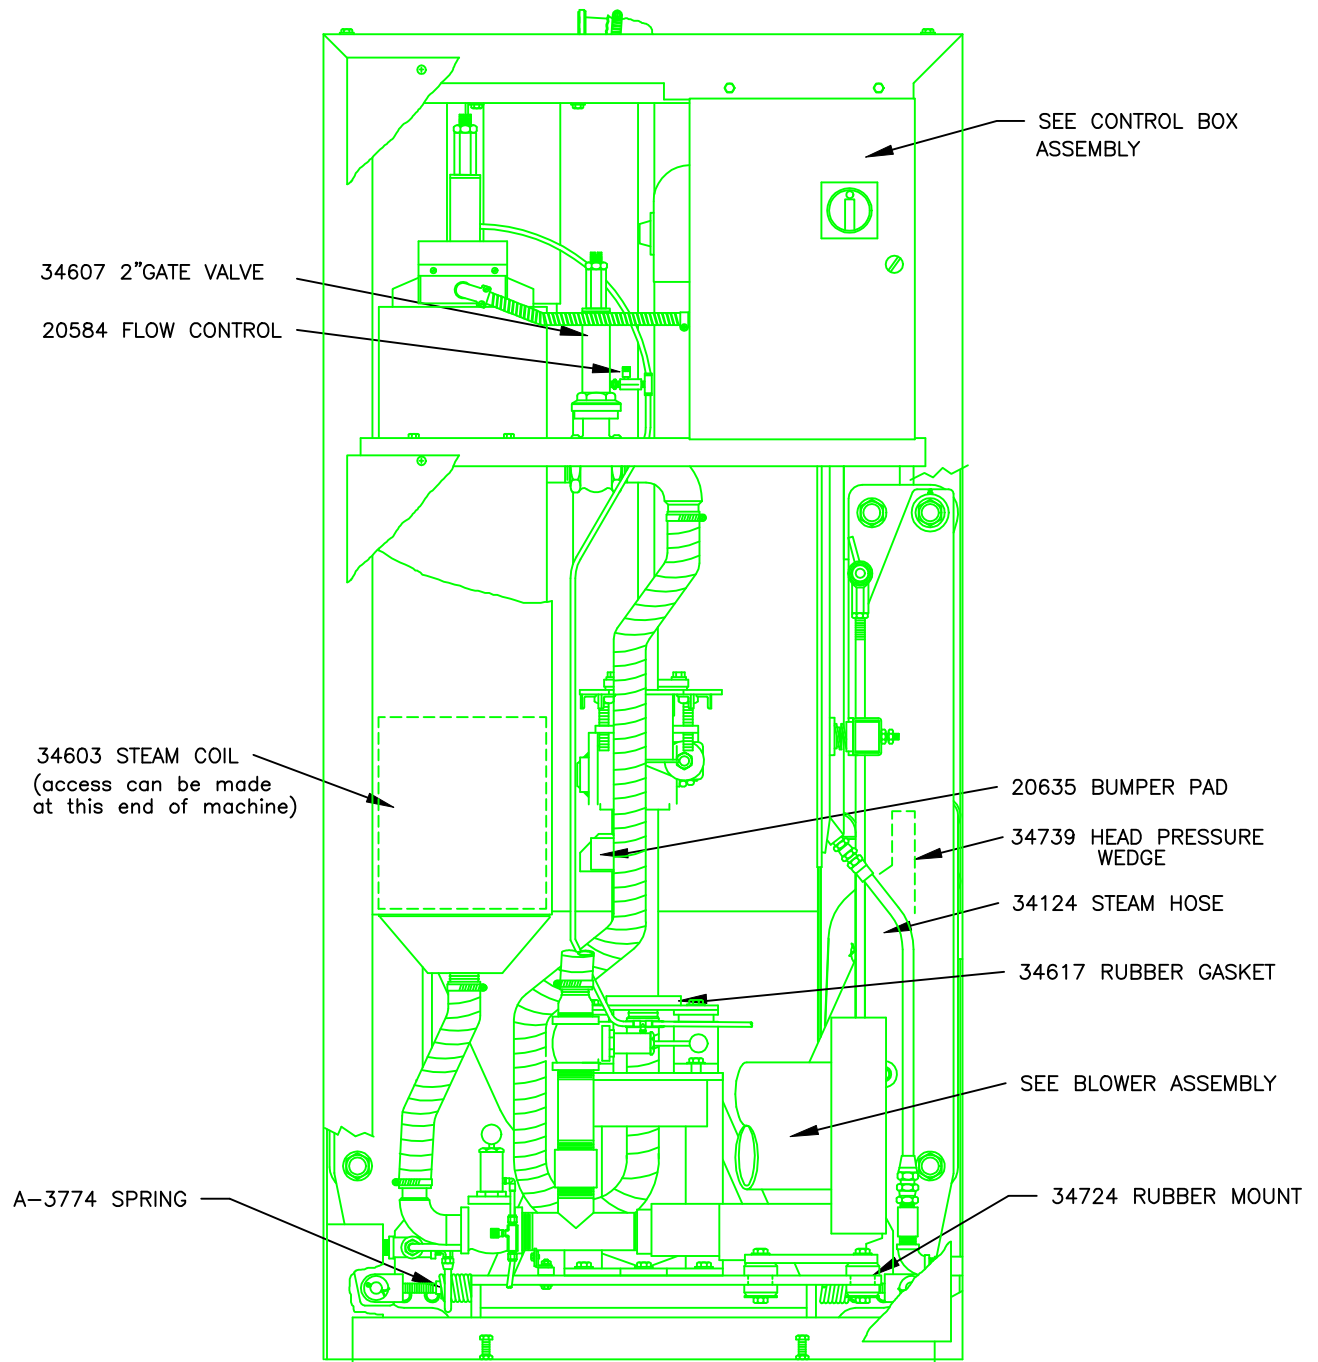 SEE CONTROL BOX
ASSEMBLY
34607 2"GATE VALVE
20584 FLOW CONTROL
34603 STEAM COIL
(access can be made
at this end of machine)
20635 BUMPER PAD
34739 HEAD PRESSURE
WEDGE
34124 STEAM HOSE
34617 RUBBER GASKET
SEE BLOWER ASSEMBLY
A-3774 SPRING
34724 RUBBER MOUNT